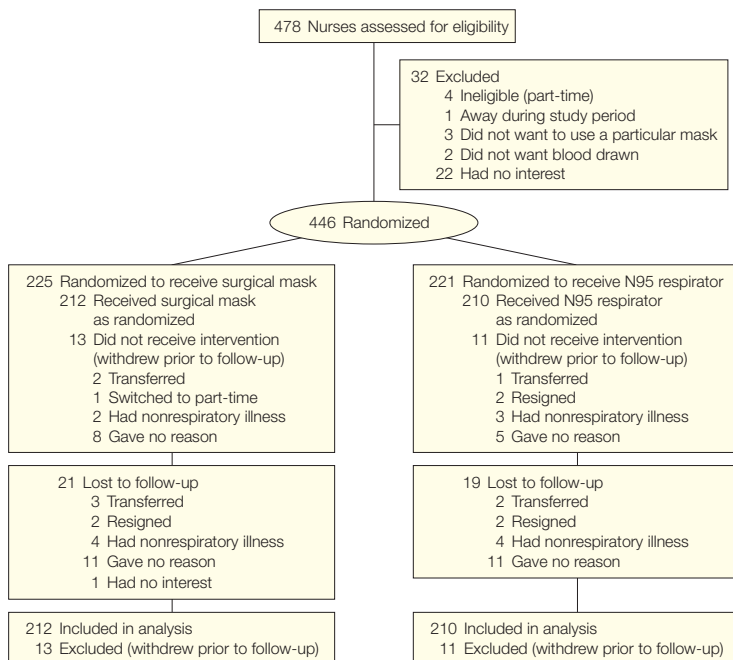 478 Nurses assessed for eligibility
32 Excluded
4 Ineligible (part-time)
1 Away during study period
3 Did not want to use a particular mask
2 Did not want blood drawn
22 Had no interest
446 Randomized
225 Randomized to receive surgical mask
212 Received surgical mask
as randomized
13 Did not receive intervention
(withdrew prior to follow-up)
2 Transferred
1 Switched to part-time
2 Had nonrespiratory illness
8 Gave no reason
221 Randomized to receive N95 respirator
210 Received N95 respirator
as randomized
11 Did not receive intervention
(withdrew prior to follow-up)
1 Transferred
2 Resigned
3 Had nonrespiratory illness
5 Gave no reason
21 Lost to follow-up
3 Transferred
2 Resigned
4 Had nonrespiratory illness
11 Gave no reason
1 Had no interest
19 Lost to follow-up
2 Transferred
2 Resigned
4 Had nonrespiratory illness
11 Gave no reason
212 Included in analysis
13 Excluded (withdrew prior to follow-up)
210 Included in analysis
11 Excluded (withdrew prior to follow-up)